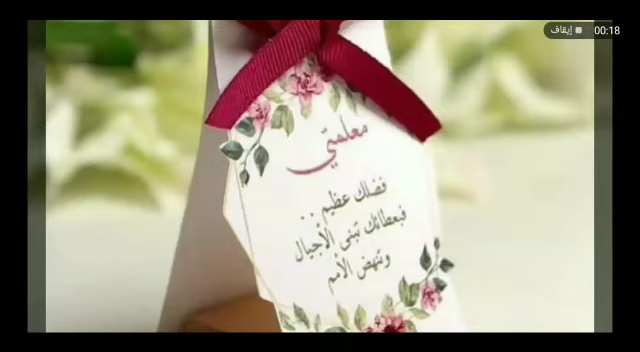 00:18 إيقاف
معلمتي
فضلك عظيم . .
فبعطائك تبنى الأجيال
وتنهض الأمم